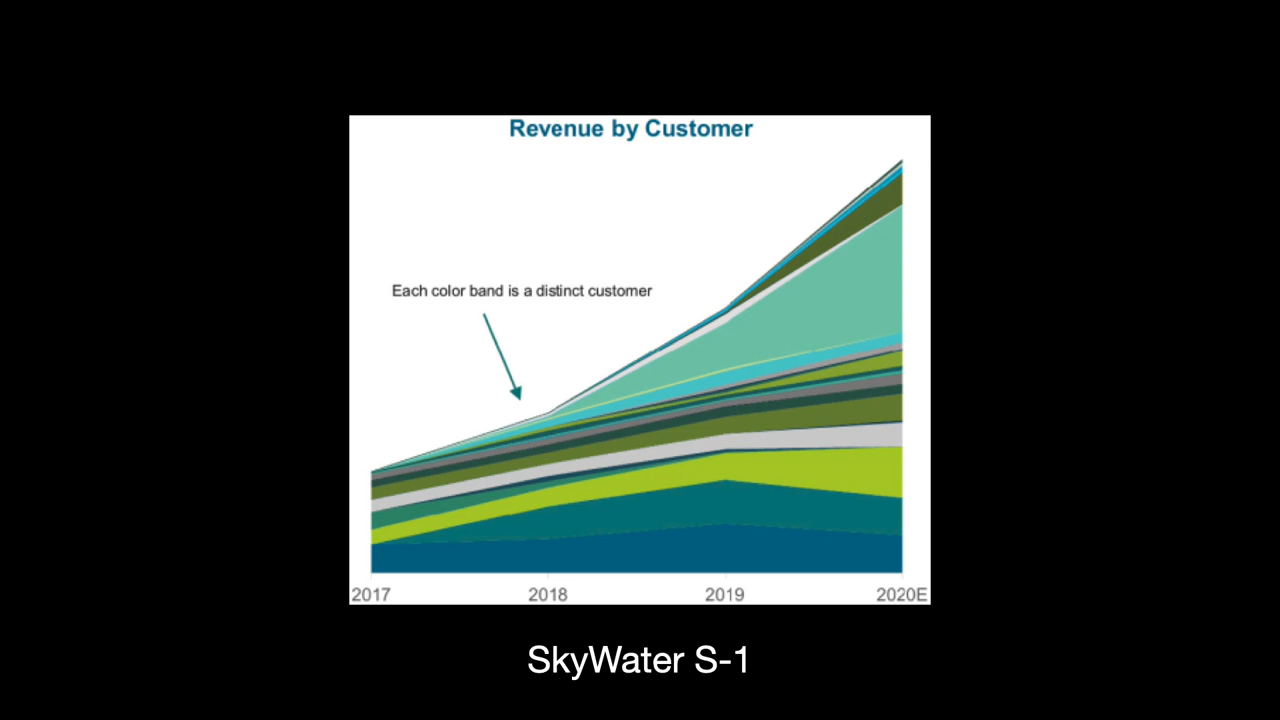 Revenue by Customer
Each color band is a distinct customer
2017 2018 2019 2020E
SkyWater S-1